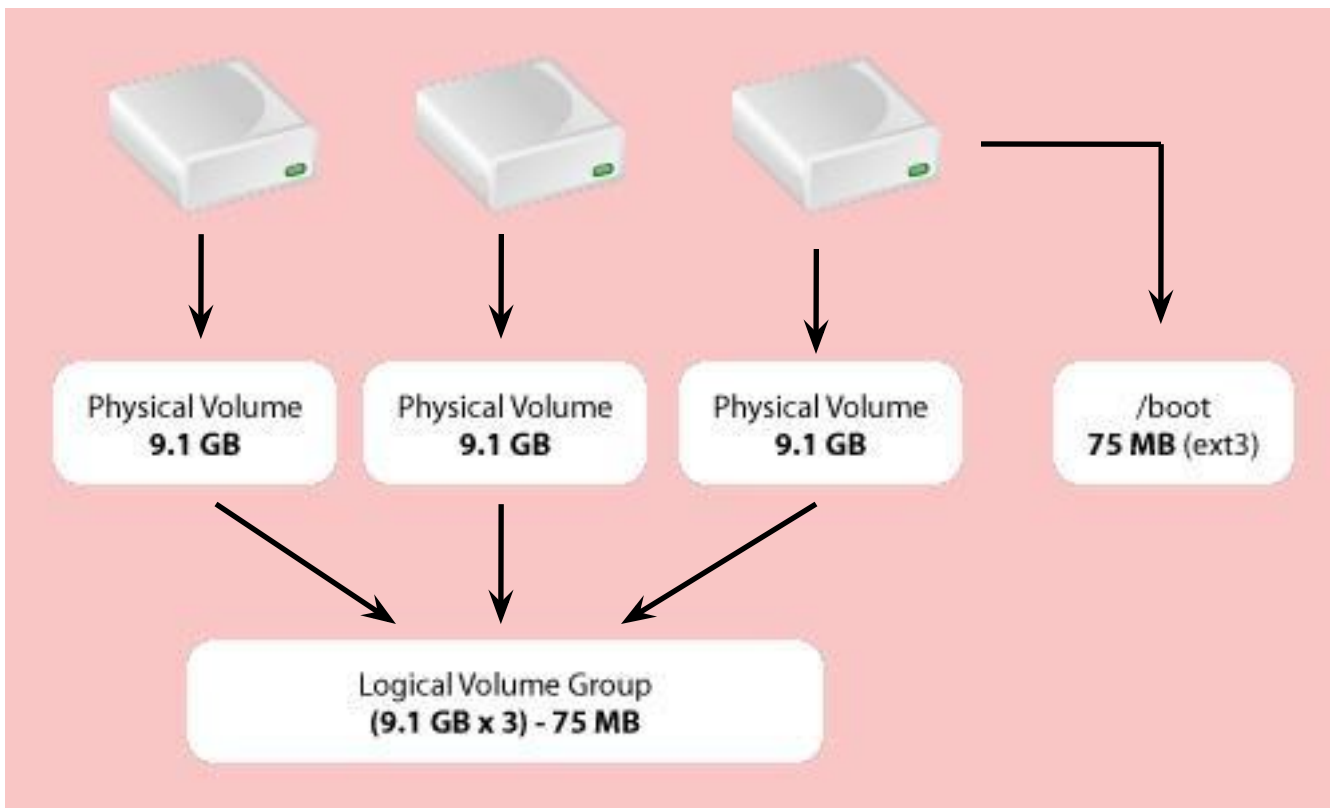 Physical Volume
9.1 GB
Physical Volume
9.1 GB
Physical Volume
9.1 GB
/boot
75 MB (ext3)
Logical Volume Group
(9.1 GB x 3) - 75 MB